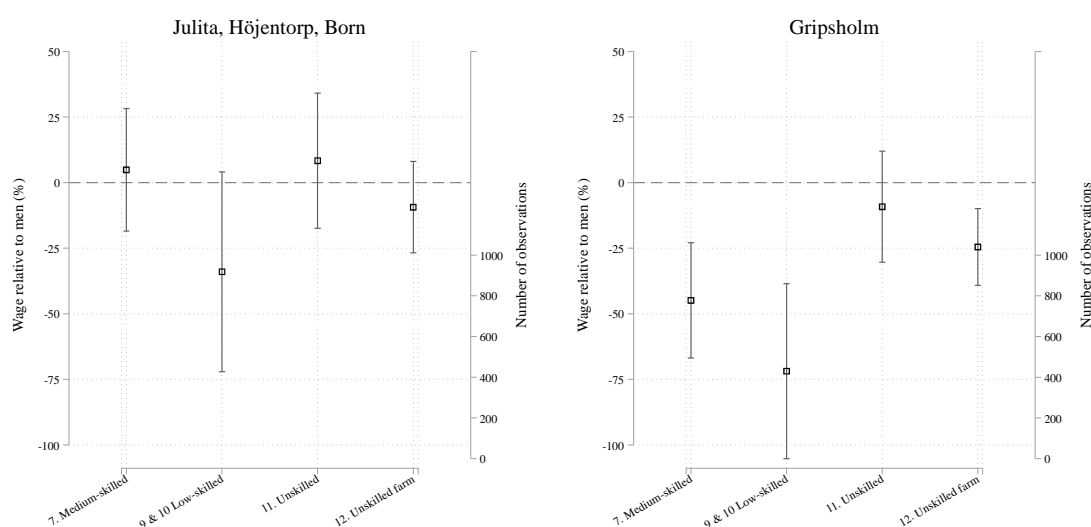 Julita, Höjentorp, Born
50
25
0
-25
-50
-75
-100
Wage relative to men (%)
1000
800
600
400
200
0
Number of observations
7. Medium-skilled
9 & 10 Low-skilled
11. Unskilled
12. Unskilled farm
Gripsholm
50
25
0
-25
-50
-75
-100
Wage relative to men (%)
1000
800
600
400
200
0
Number of observations
7. Medium-skilled
9 & 10 Low-skilled
11. Unskilled
12. Unskilled farm